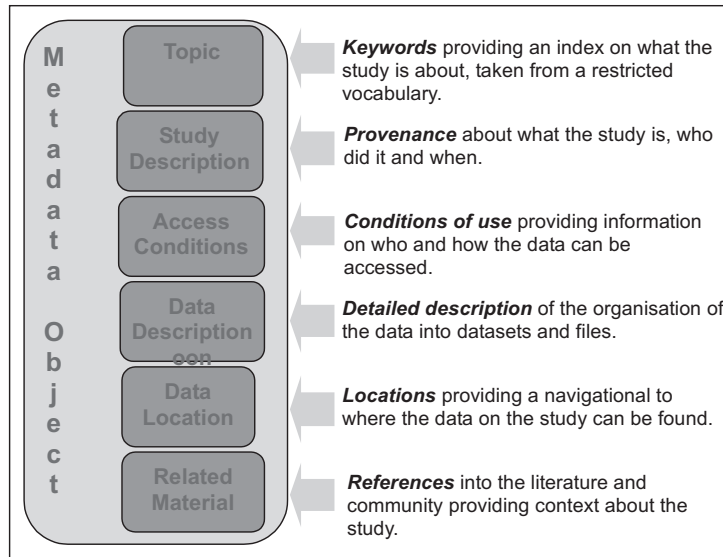 Metadata Object
Topic
Keywords providing an index on what the
study is about, taken from a restricted
vocabulary.
Study
Description
Provenance about what the study is, who
did it and when.
Access
Conditions
Conditions of use providing information
on who and how the data can be
accessed.
Data
Description
oon
Detailed description of the organisation of
the data into datasets and files.
Data
Location
Locations providing a navigational to
where the data on the study can be found.
Related
Material
References into the literature and
community providing context about the
study.